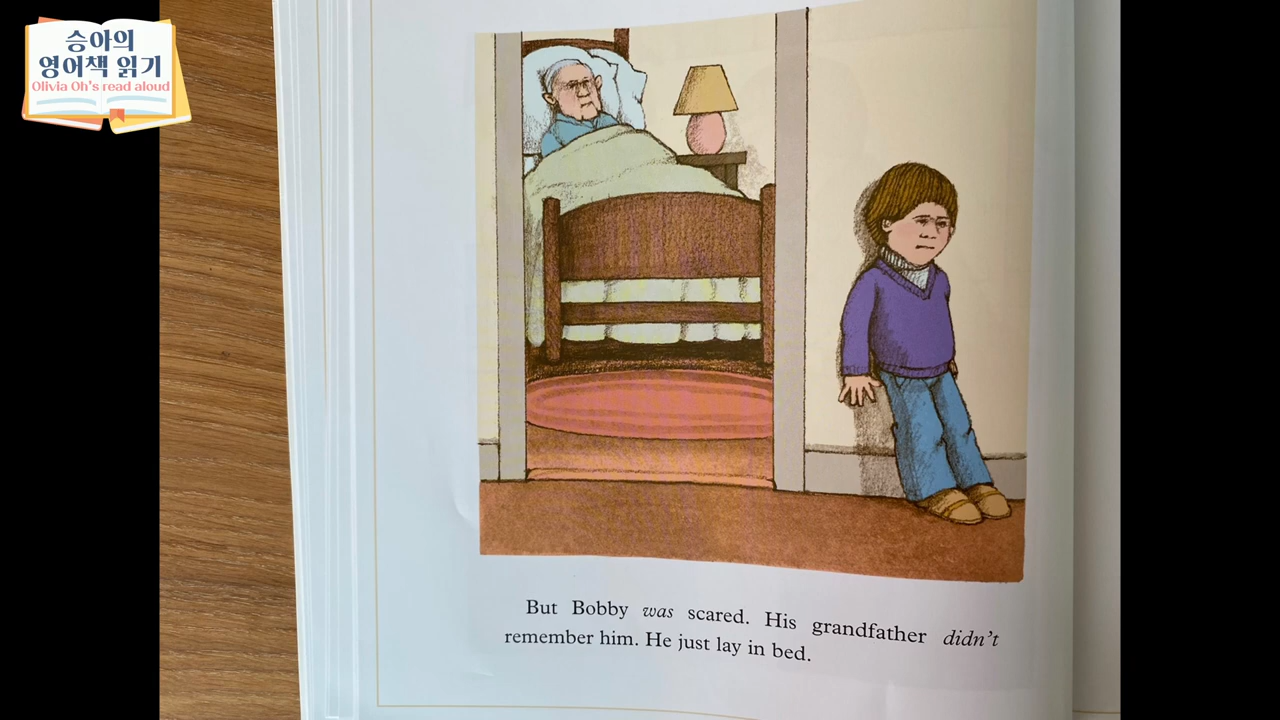 승아의
영어책 읽기
Olivia Oh's read aloud
But Bobby was scared. His grandfather didn't
remember him. He just lay in bed.